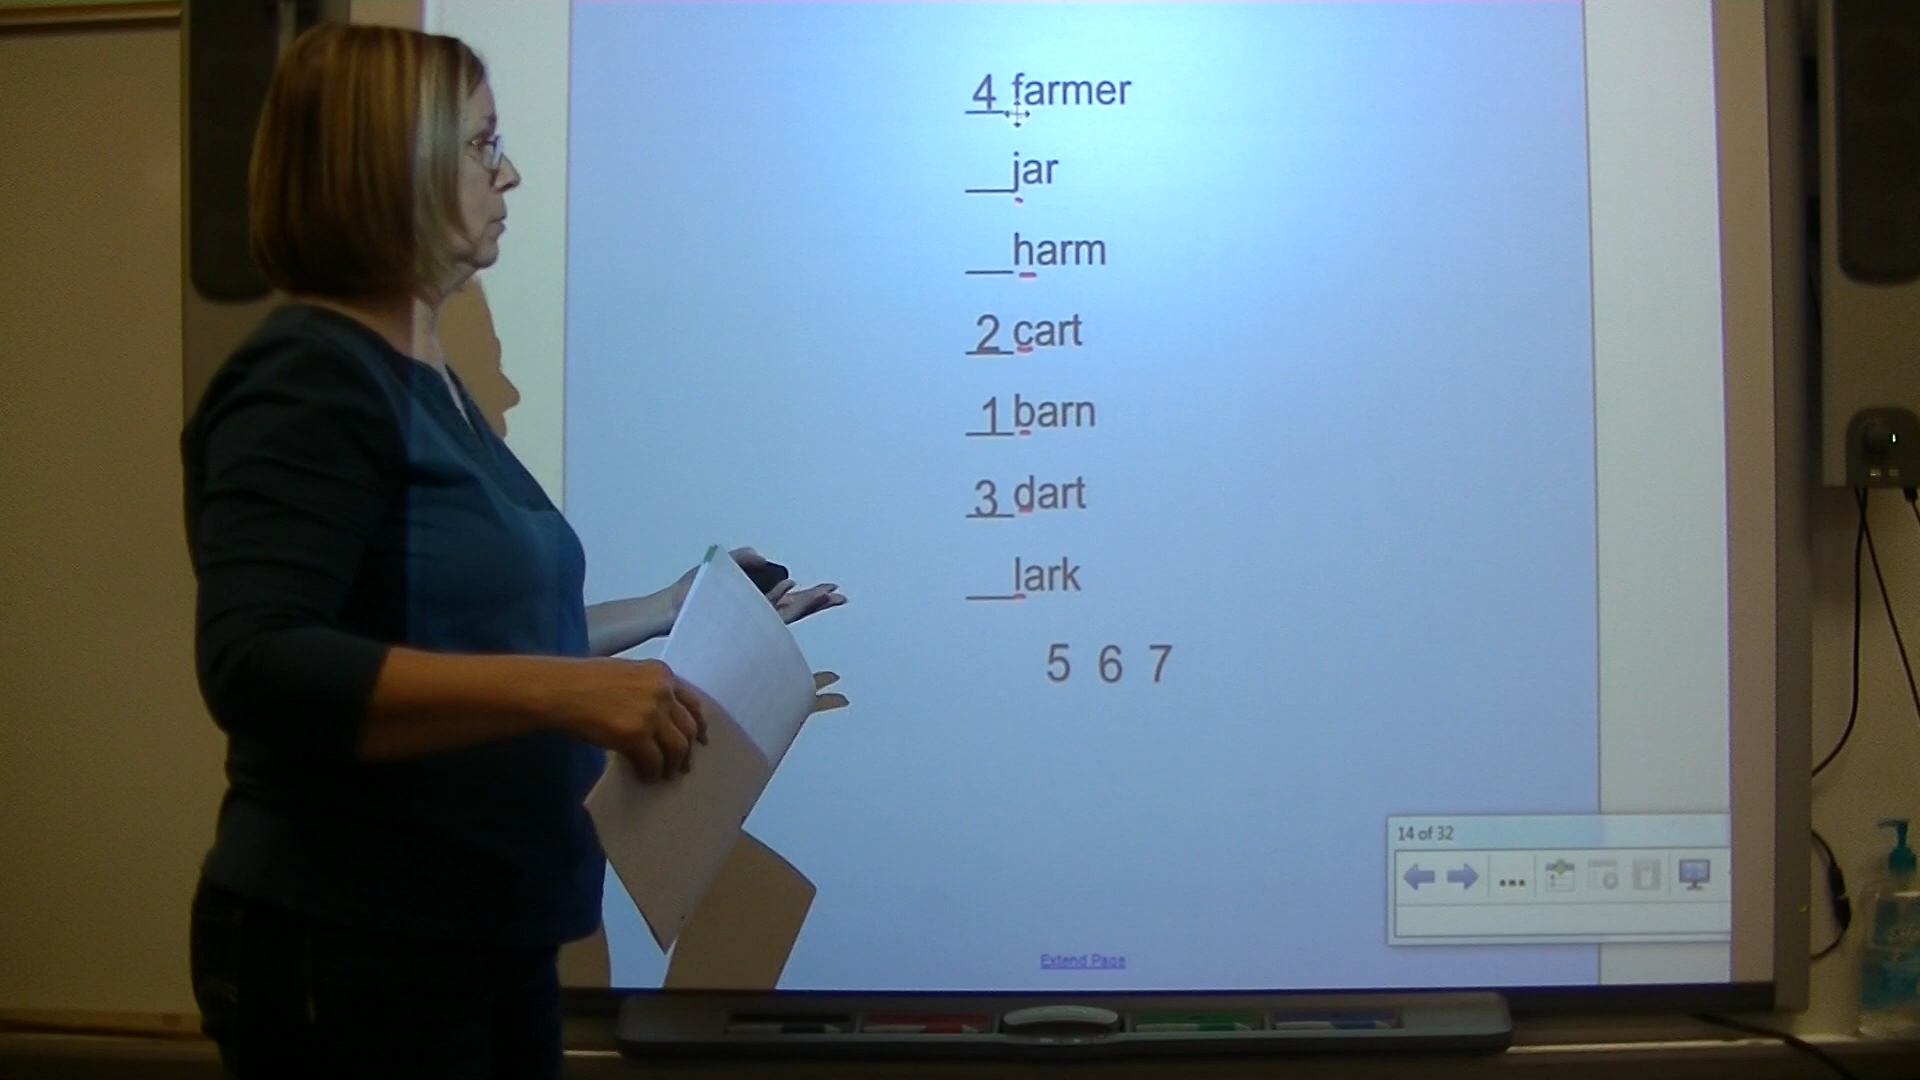 4 farmer
__jar
__harm
2 cart
1 barn
3 dart
__lark
5 6 7
14 of 32
...
Extend Page